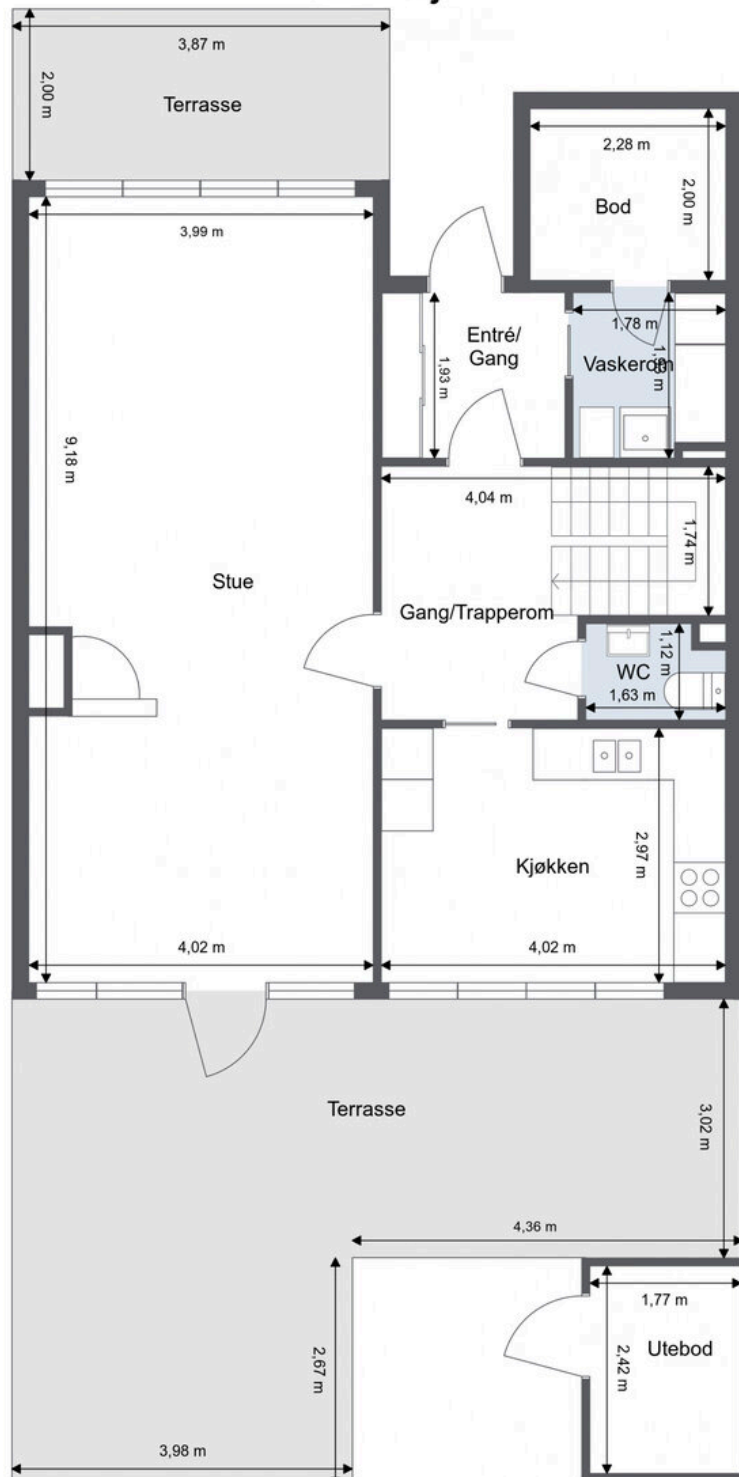 3,87 m
2,00 m
Terrasse
2,28 m
2,00 m
Bod
3,99 m
Entré/
Gang
1,93 m
1,78 m
Vaskerom
9,18 m
4,04 m
1,74 m
Stue
Gang/Trapperom
1,12 m
WC
1,63 m
2,97 m
Kjøkken
4,02 m
4,02 m
Terrasse
3,02 m
4,36 m
1,77 m
Utebod
2,67 m
2,42 m
3,98 m